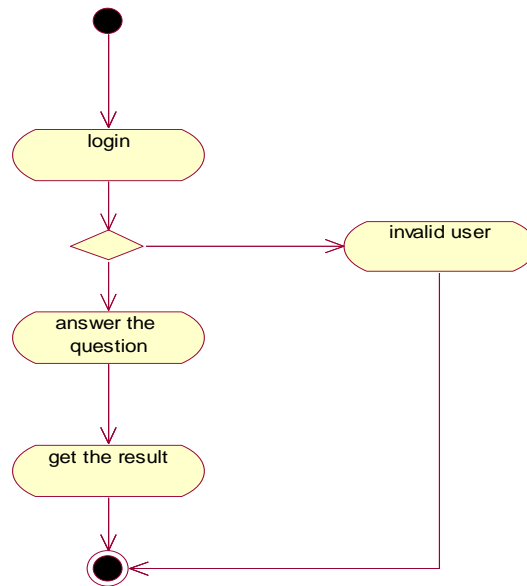 login
invalid user
answer the
question
get the result